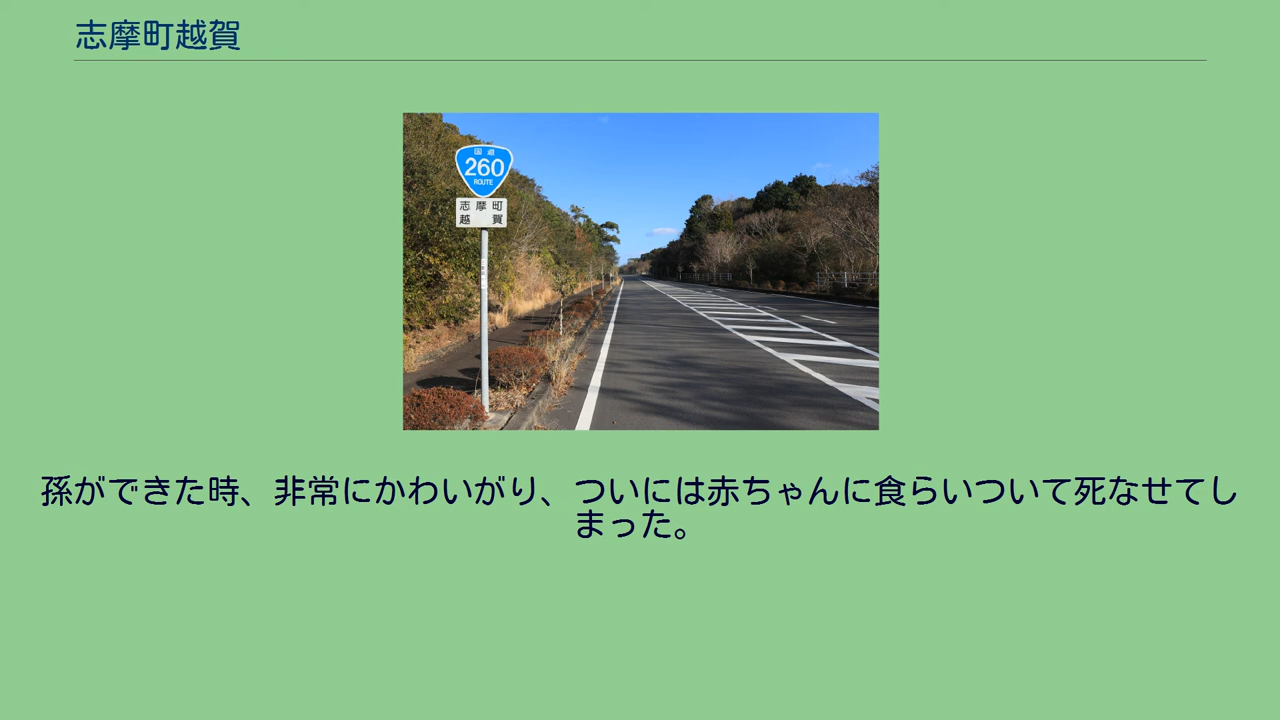 志摩町越賀
国道
260
ROUTE
志摩町
越賀
孫ができた時、非常にかわいがり、ついには赤ちゃんに食らいついて死なせてし
まった。